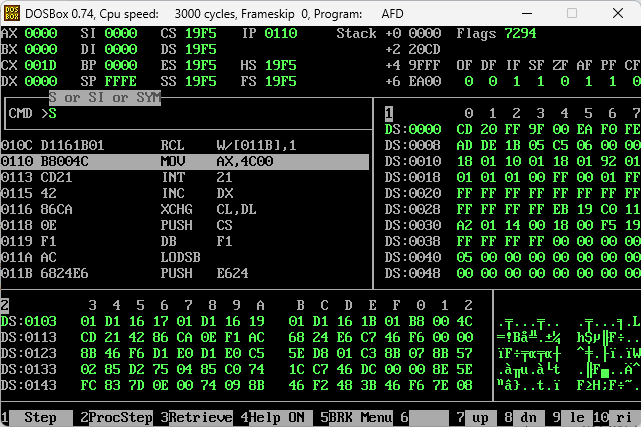 DOSBox 0.74, Cpu speed: 3000 cycles, Frameskip 0, Program: AFD
AX 0000 SI 0000 CS 19F5 IP 0110 Stack +0 0000 Flags 7294
BX 0000 DI 0000 DS 19F5 +2 20CD
CX 001D BP 0000 ES 19F5 HS 19F5 +4 9FFF OF DF IF SF ZF AF PF CF
DX 0000 SP FFFE SS 19F5 FS 19F5 +6 EA00 0 0 1 1 0 1 1 0
S or SI or SYM
CMD >S
1 0 1 2 3 4 5 6 7
DS:0000 CD 20 FF 9F 00 EA F0 FE
010C D1161B01 RCL W/[011B],1 DS:0008 AD DE 1B 05 C5 06 00 00
0110 B8004C MOV AX,4C00 DS:0010 18 01 10 01 18 01 92 01
0113 CD21 INT 21 DS:0018 01 01 01 00 FF 00 01 FF
0115 42 INC DX DS:0020 FF FF FF FF FF FF FF FF
0116 86CA XCHG CL,DL DS:0028 FF FF FF FF EB 19 C0 11
0118 0E PUSH CS DS:0030 A2 01 14 00 18 00 F5 19
0119 F1 DB F1 DS:0038 FF FF FF FF 00 00 00 00
011A AC LODSB DS:0040 05 00 00 00 00 00 00 00
011B 6824E6 PUSH E624 DS:0048 00 00 00 00 00 00 00 00
2 3 4 5 6 7 8 9 A B C D E F 0 1 2
DS:0103 01 D1 16 17 01 D1 16 19 01 D1 16 1B 01 B8 00 4C .╤...╤.. .╤...╕.L
DS:0113 CD 21 42 86 CA 0E F1 AC 68 24 E6 C7 46 F6 00 00 ═!Bå╩.±¼ h$µ╟F÷..
DS:0123 8B 46 F6 D1 E0 D1 E0 C5 5E D8 01 C3 8B 07 8B 57 ïF÷╤α╤α┼ ^╪.├ï.ïW
DS:0133 02 85 D2 75 04 85 C0 74 1C C7 46 DC 00 00 8E 5E .à╥u.à└t .╟F▄..Ä^
DS:0143 FC 83 7D 0E 00 74 09 8B 46 F2 48 3B 46 F6 7E 08 ⁿâ}..t.ï F≥H;F÷~.
1 Step 2ProcStep 3Retrieve 4Help ON 5BRK Menu 6 7 up 8 dn 9 le 10 ri